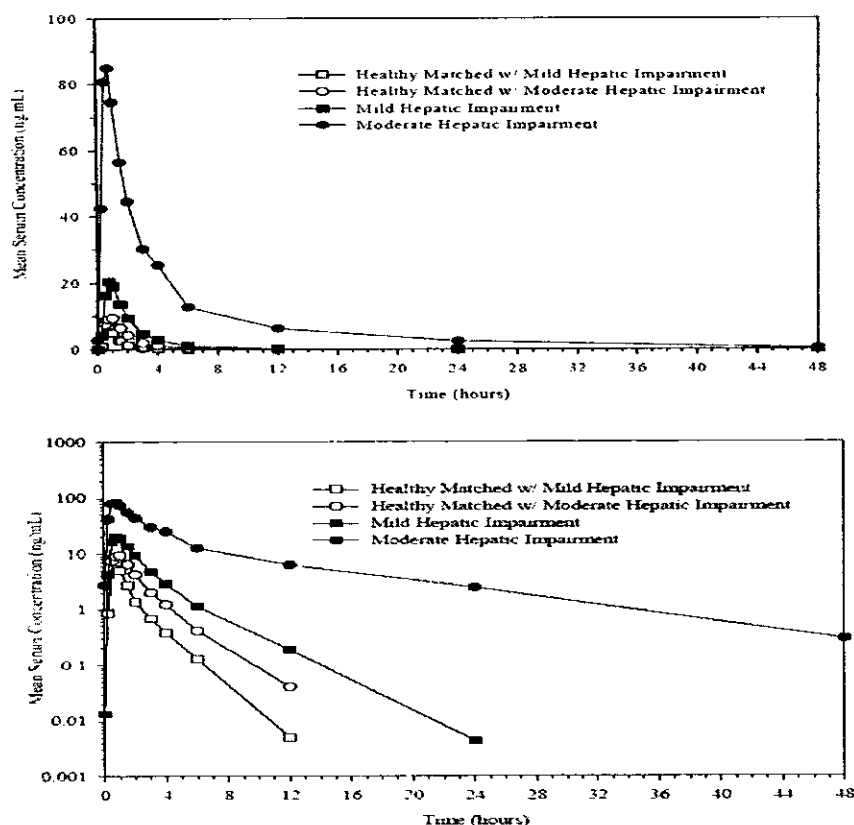 100
80
60
40
20
0
Mean Serum Concentration (ng/mL)
Healthy Matched w/ Mild Hepatic Impairment
Healthy Matched w/ Moderate Hepatic Impairment
Mild Hepatic Impairment
Moderate Hepatic Impairment
0 4 8 12 16 20 24 28 32 36 40 44 48
Time (hours)
1000
100
10
1
0.1
0.01
0.001
Mean Serum Concentration (ng/mL)
Healthy Matched w/ Mild Hepatic Impairment
Healthy Matched w/ Moderate Hepatic Impairment
Mild Hepatic Impairment
Moderate Hepatic Impairment
0 4 8 12 16 20 24 28 32 36 40 44 48
Time (hours)